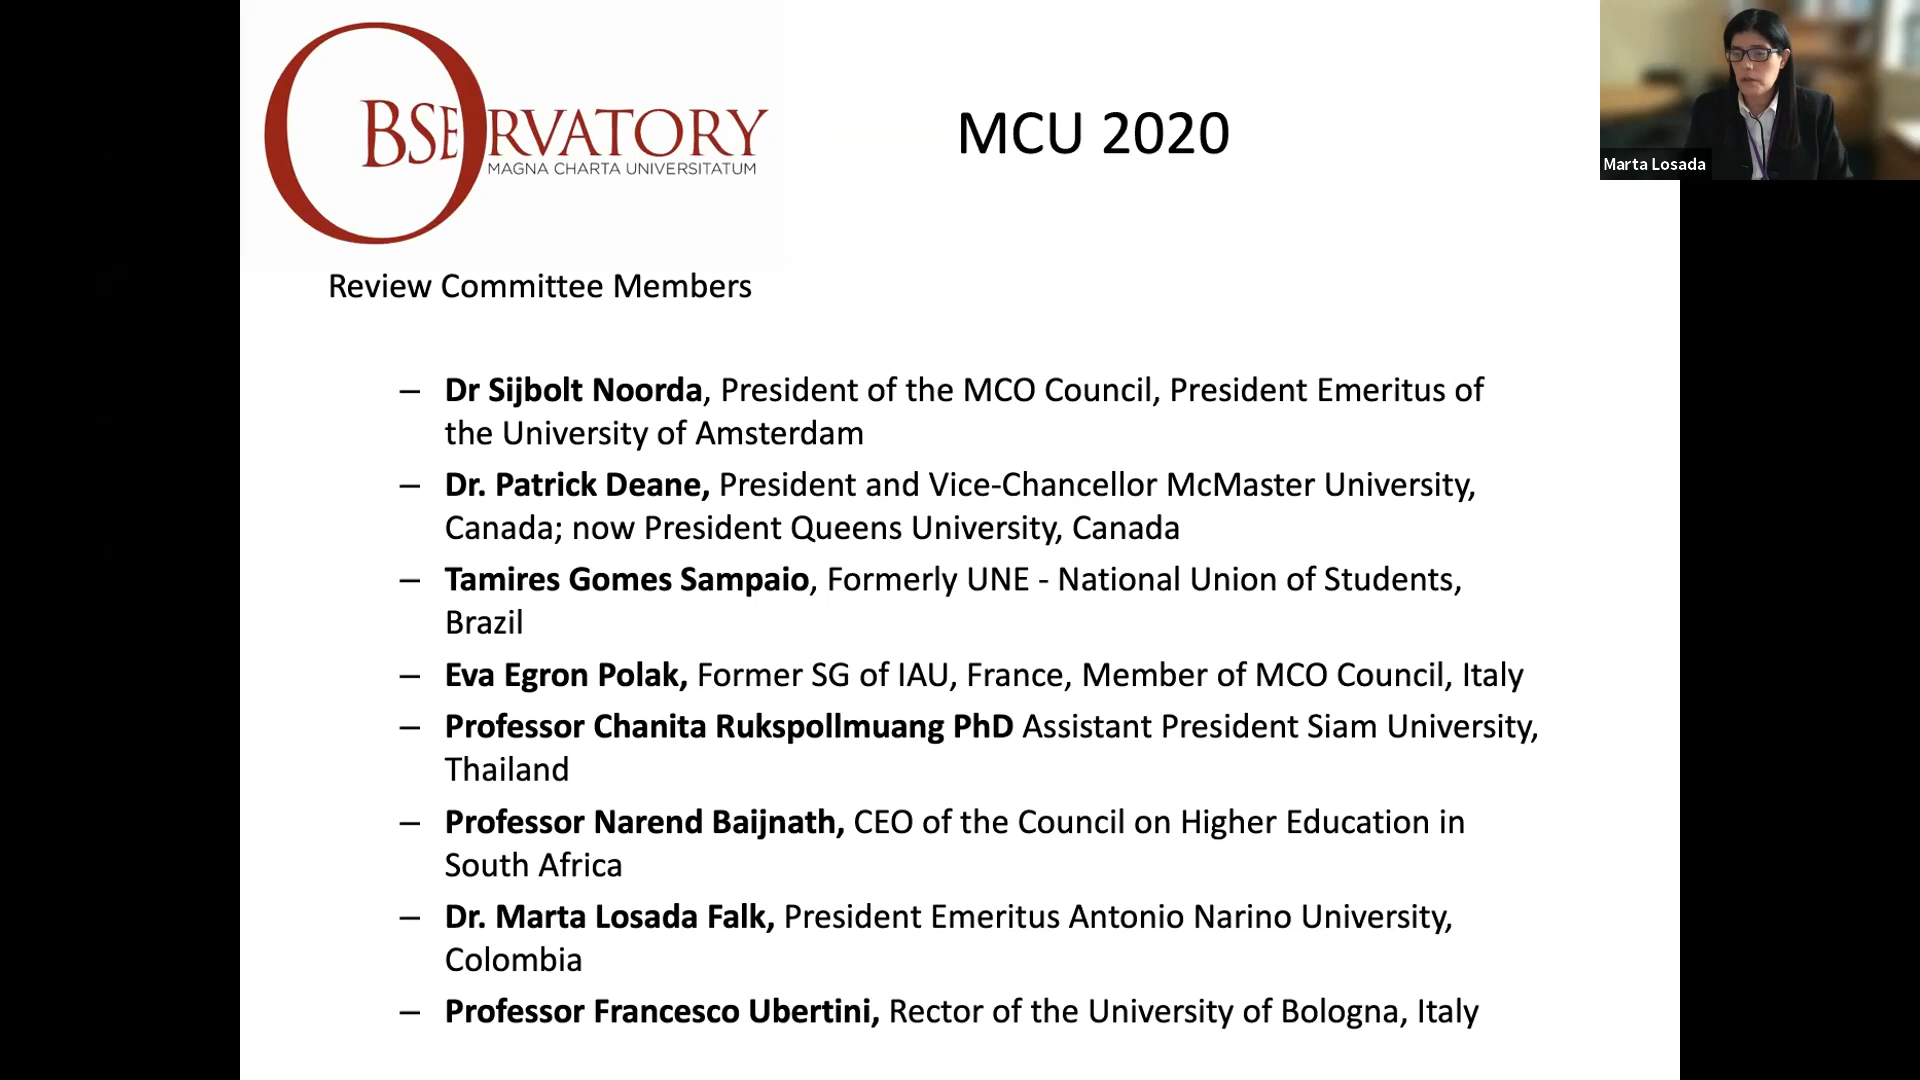 OBSERVATORY
MAGNA CHARTA UNIVERSITATUM
MCU 2020
Marta Losada
Review Committee Members
– Dr Sijbolt Noorda, President of the MCO Council, President Emeritus of
the University of Amsterdam
– Dr. Patrick Deane, President and Vice-Chancellor McMaster University,
Canada; now President Queens University, Canada
– Tamires Gomes Sampaio, Formerly UNE - National Union of Students,
Brazil
– Eva Egron Polak, Former SG of IAU, France, Member of MCO Council, Italy
– Professor Chanita Rukspollmuang PhD Assistant President Siam University,
Thailand
– Professor Narend Baijnath, CEO of the Council on Higher Education in
South Africa
– Dr. Marta Losada Falk, President Emeritus Antonio Narino University,
Colombia
– Professor Francesco Ubertini, Rector of the University of Bologna, Italy